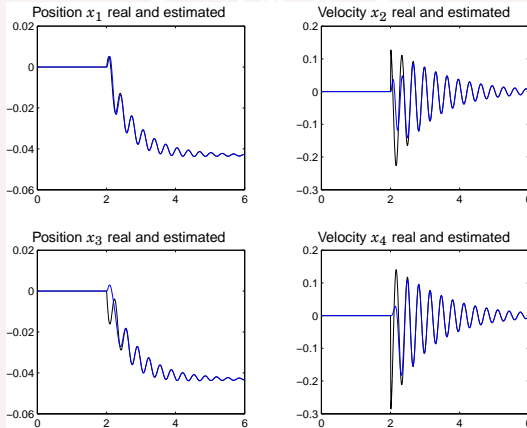 Position x₁ real and estimated
0.02
0
−0.02
−0.04
−0.06
0 2 4 6
Velocity x₂ real and estimated
0.2
0.1
0
−0.1
−0.2
−0.3
0 2 4 6
Position x₃ real and estimated
0.02
0
−0.02
−0.04
−0.06
0 2 4 6
Velocity x₄ real and estimated
0.2
0.1
0
−0.1
−0.2
−0.3
0 2 4 6